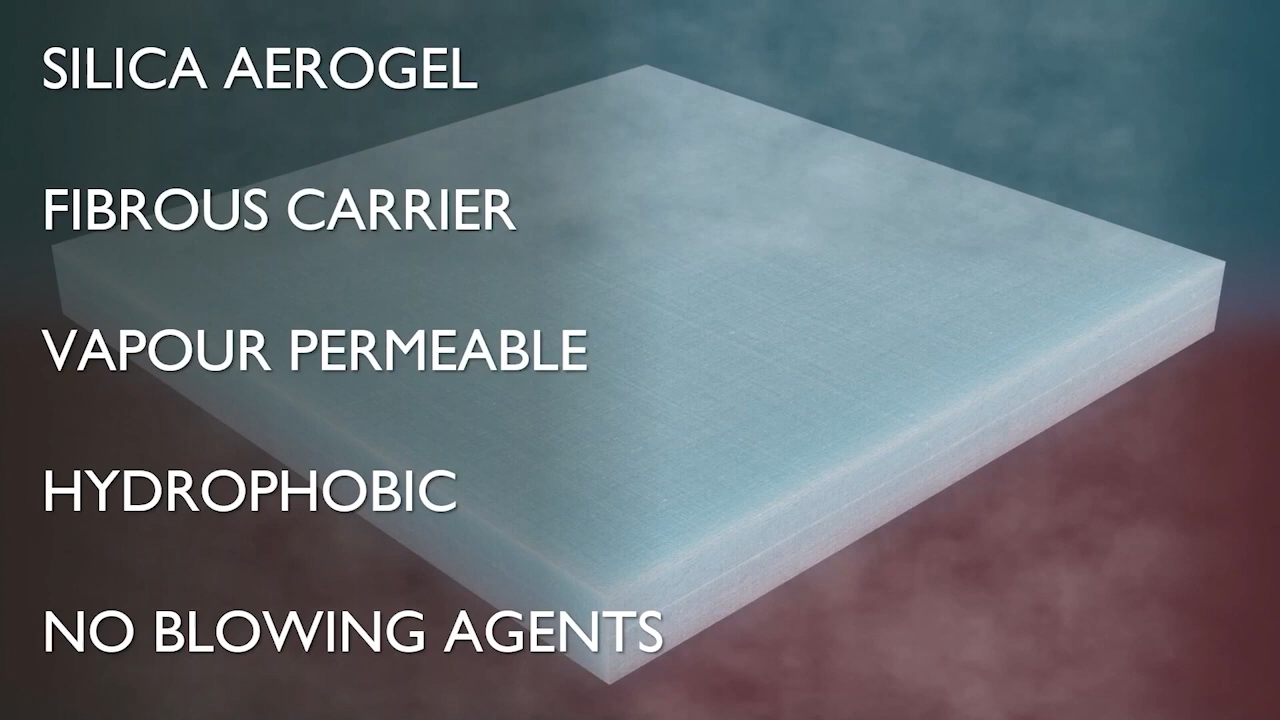 SILICA AEROGEL
FIBROUS CARRIER
VAPOUR PERMEABLE
HYDROPHOBIC
NO BLOWING AGENTS